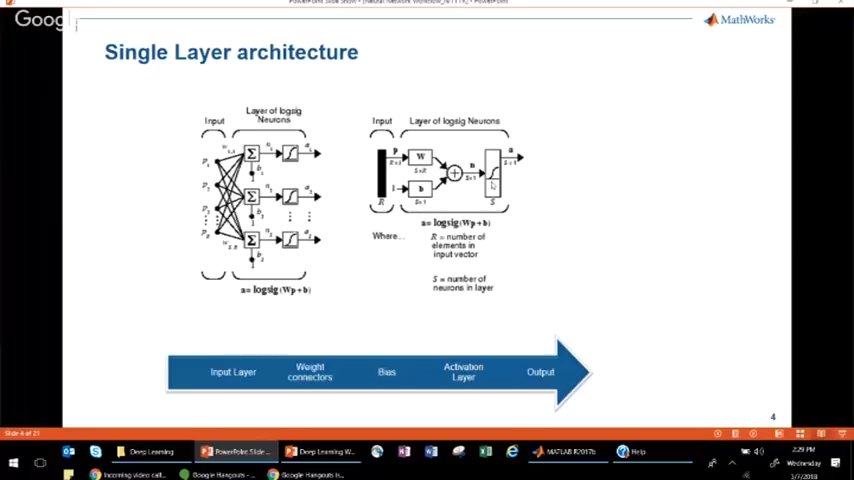 PowerPoint Slide Show - [Neural Network Workflow_
PowerPoint
Google
MathWorks
Single Layer architecture
Input
Layer of logsig
Neurons
Input
Layer of logsig Neurons
p
W
n
a
1
b
R
S
a = logsig (Wp + b)
Where...
R = number of
elements in
input vector
S = number of
neurons in layer
a = logsig (Wp + b)
Input Layer
Weight
connectors
Bias
Activation
Layer
Output
4
Slide 4 of 21
Deep Learning
PowerPoint Slide ...
Deep Learning W...
MATLAB R2017b
Help
2:29 PM
Wednesday
3/7/2018
Incoming video call...
Google Hangouts - ...
Google Hangouts is...